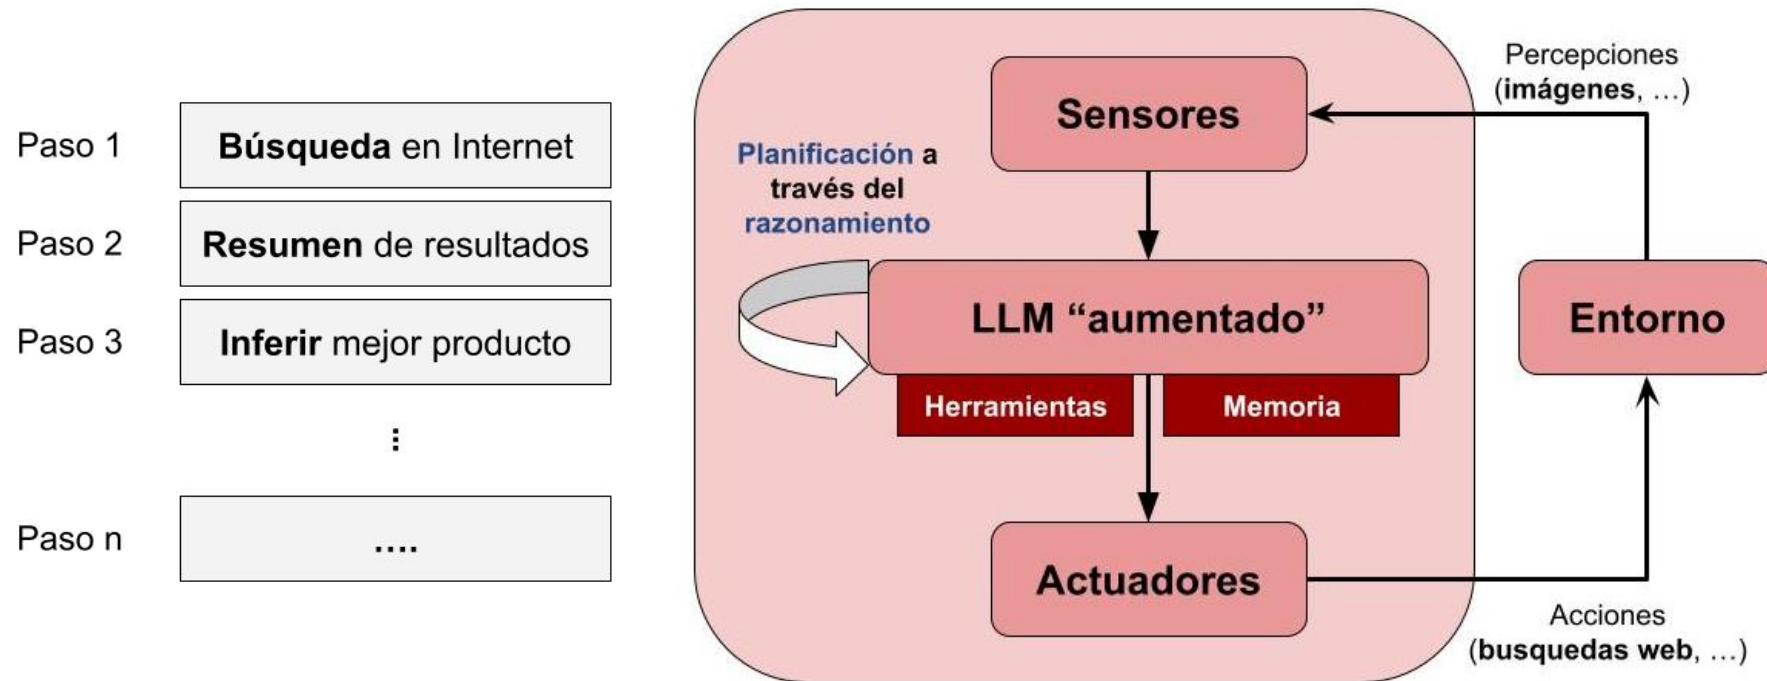 Paso 1
Búsqueda en Internet
Paso 2
Resumen de resultados
Paso 3
Inferir mejor producto
⋮
Paso n
....
Planificación a
través del
razonamiento
Sensores
LLM “aumentado”
Herramientas
Memoria
Actuadores
Percepciones
(imágenes, …)
Entorno
Acciones
(busquedas web, …)